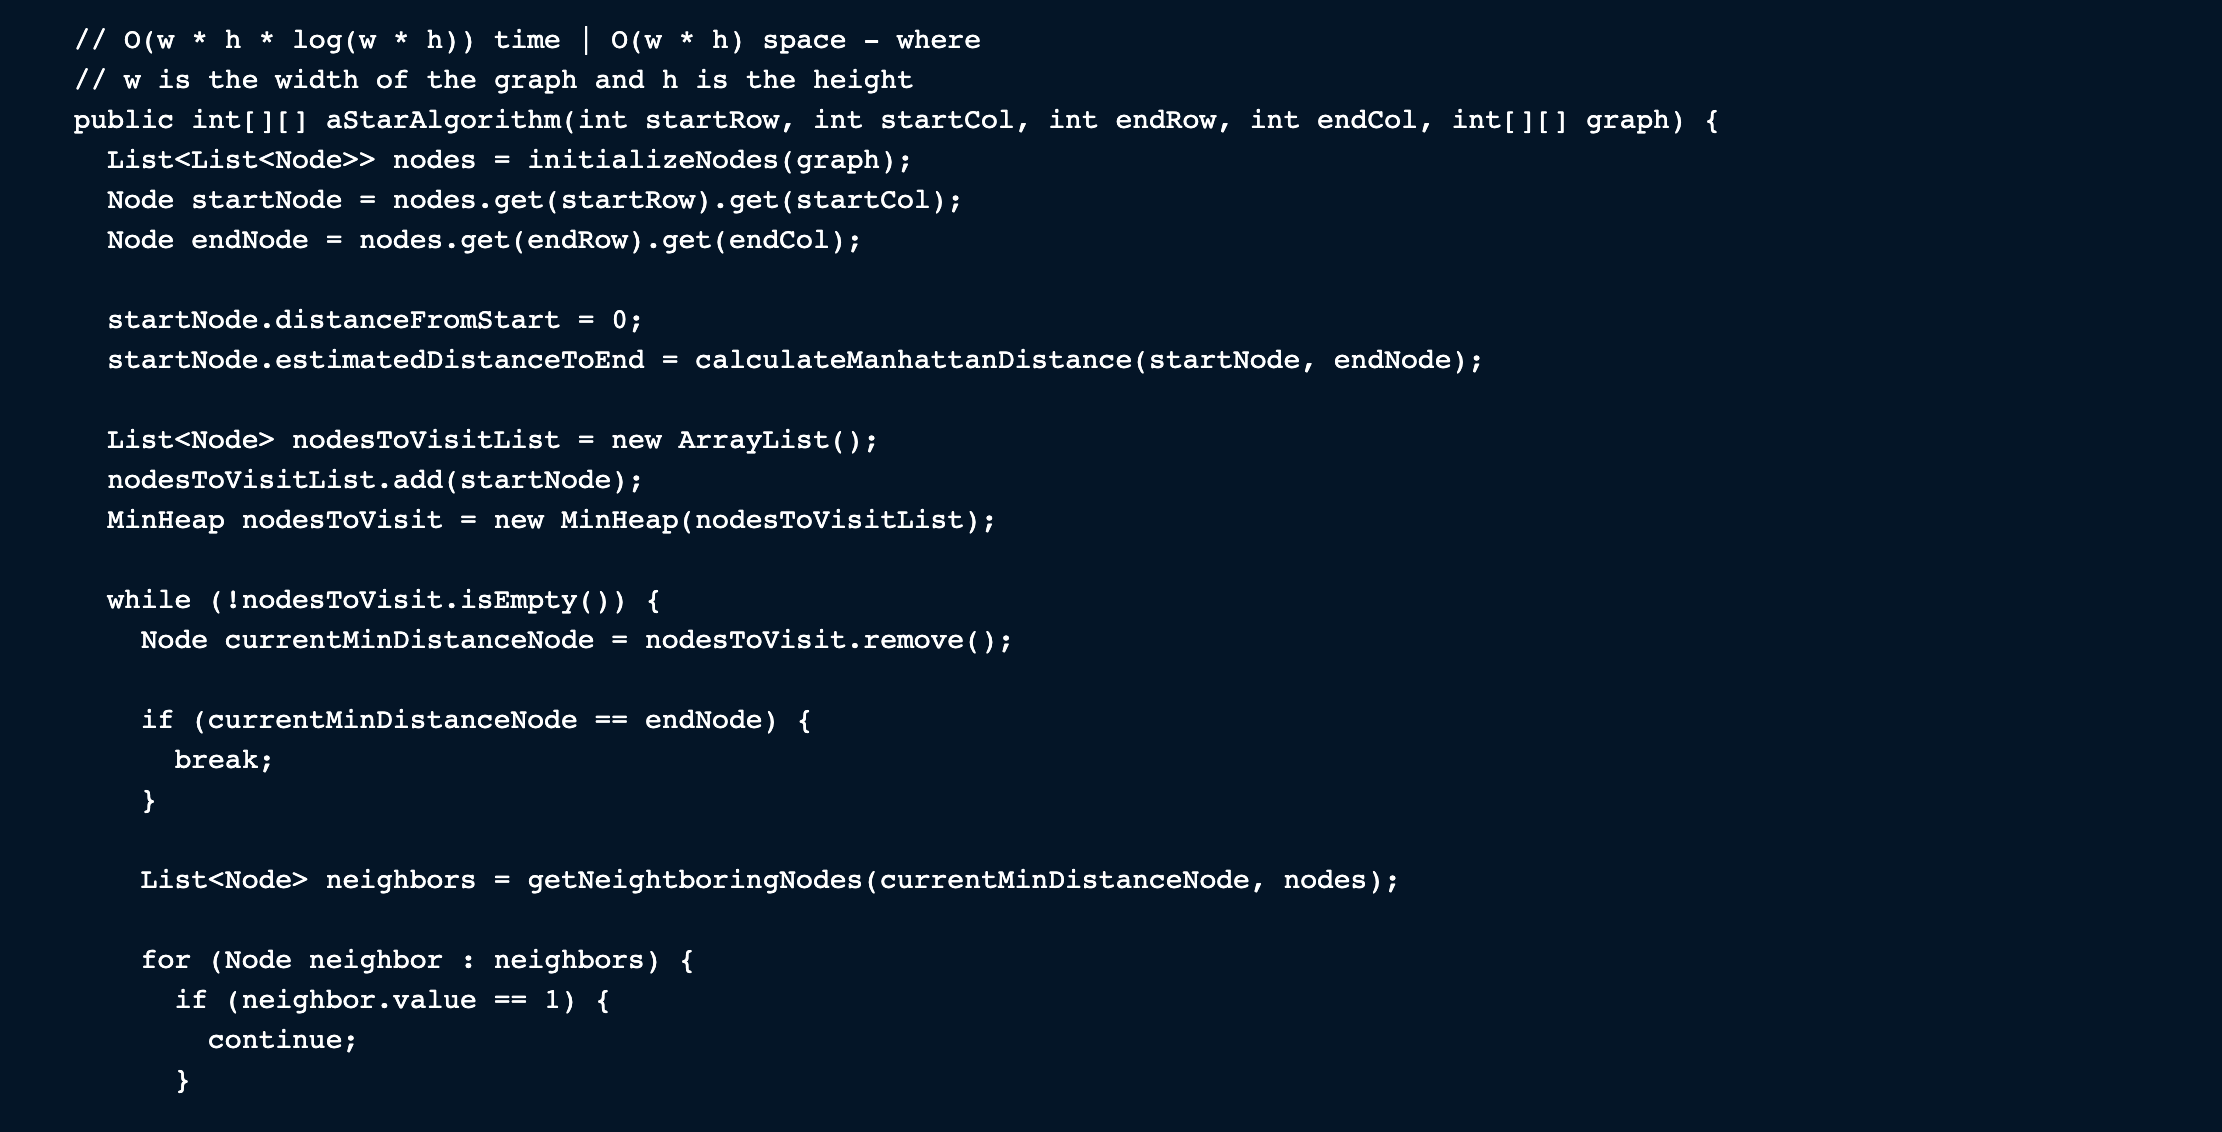 // O(w * h * log(w * h)) time | O(w * h) space – where
// w is the width of the graph and h is the height
public int[][] aStarAlgorithm(int startRow, int startCol, int endRow, int endCol, int[][] graph) {
  List<List<Node>> nodes = initializeNodes(graph);
  Node startNode = nodes.get(startRow).get(startCol);
  Node endNode = nodes.get(endRow).get(endCol);

  startNode.distanceFromStart = 0;
  startNode.estimatedDistanceToEnd = calculateManhattanDistance(startNode, endNode);

  List<Node> nodesToVisitList = new ArrayList();
  nodesToVisitList.add(startNode);
  MinHeap nodesToVisit = new MinHeap(nodesToVisitList);

  while (!nodesToVisit.isEmpty()) {
    Node currentMinDistanceNode = nodesToVisit.remove();

    if (currentMinDistanceNode == endNode) {
      break;
    }

    List<Node> neighbors = getNeightboringNodes(currentMinDistanceNode, nodes);

    for (Node neighbor : neighbors) {
      if (neighbor.value == 1) {
        continue;
      }